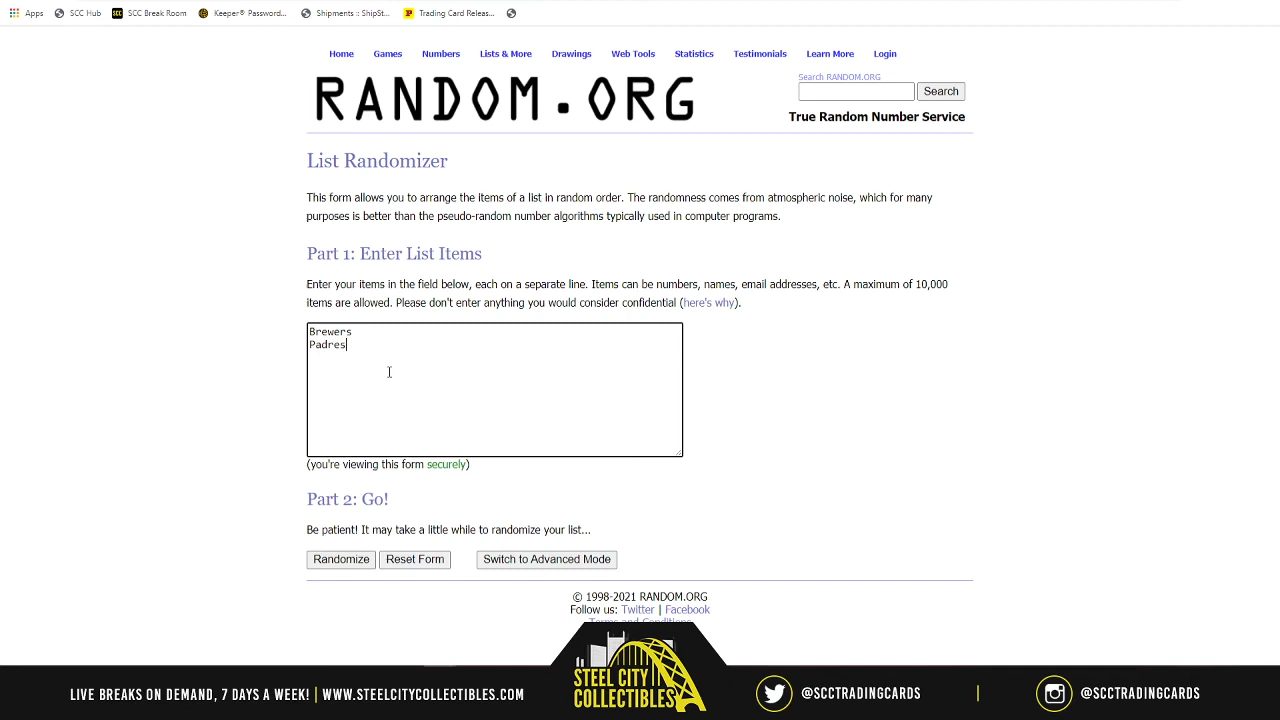 Apps SCC Hub SCC Break Room Keeper® Password... Shipments :: ShipSt... Trading Card Releas...
Home Games Numbers Lists & More Drawings Web Tools Statistics Testimonials Learn More Login
RANDOM.ORG
Search RANDOM.ORG
Search
True Random Number Service
List Randomizer
This form allows you to arrange the items of a list in random order. The randomness comes from atmospheric noise, which for many
purposes is better than the pseudo-random number algorithms typically used in computer programs.
Part 1: Enter List Items
Enter your items in the field below, each on a separate line. Items can be numbers, names, email addresses, etc. A maximum of 10,000
items are allowed. Please don't enter anything you would consider confidential (here's why).
Brewers
Padres
(you're viewing this form securely)
Part 2: Go!
Be patient! It may take a little while to randomize your list...
Randomize Reset Form Switch to Advanced Mode
© 1998-2021 RANDOM.ORG
Follow us: Twitter | Facebook
Terms and Conditions
LIVE BREAKS ON DEMAND, 7 DAYS A WEEK! | WWW.STEELCITYCOLLECTIBLES.COM
STEEL CITY
COLLECTIBLES
@SCCTRADINGCARDS | @SCCTRADINGCARDS